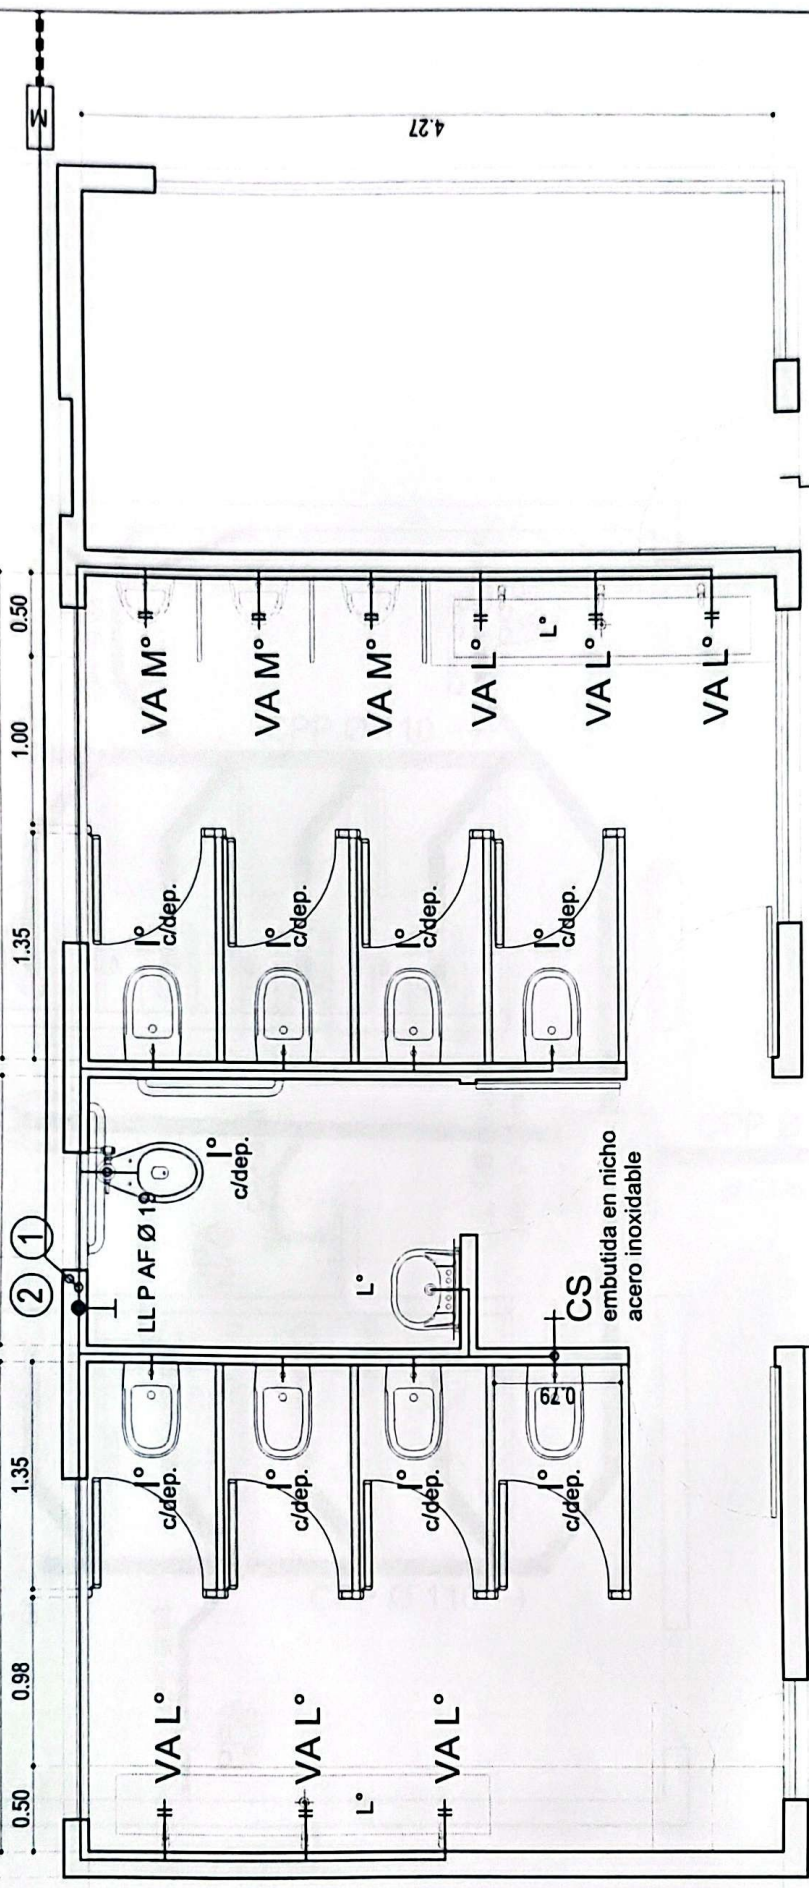 0.50
0.98
1.35
1.35
1.00
0.50
M
4.27
2
1
LL P AF Ø 19
VA L°
VA L°
VA L°
L°
I°
c/dep.
I°
c/dep.
I°
c/dep.
I°
c/dep.
0.79
I°
c/dep.
L°
CS
embutida en nicho
acero inoxidable
I°
c/dep.
I°
c/dep.
I°
c/dep.
I°
c/dep.
VA M°
VA M°
VA M°
VA L°
VA L°
VA L°
L°